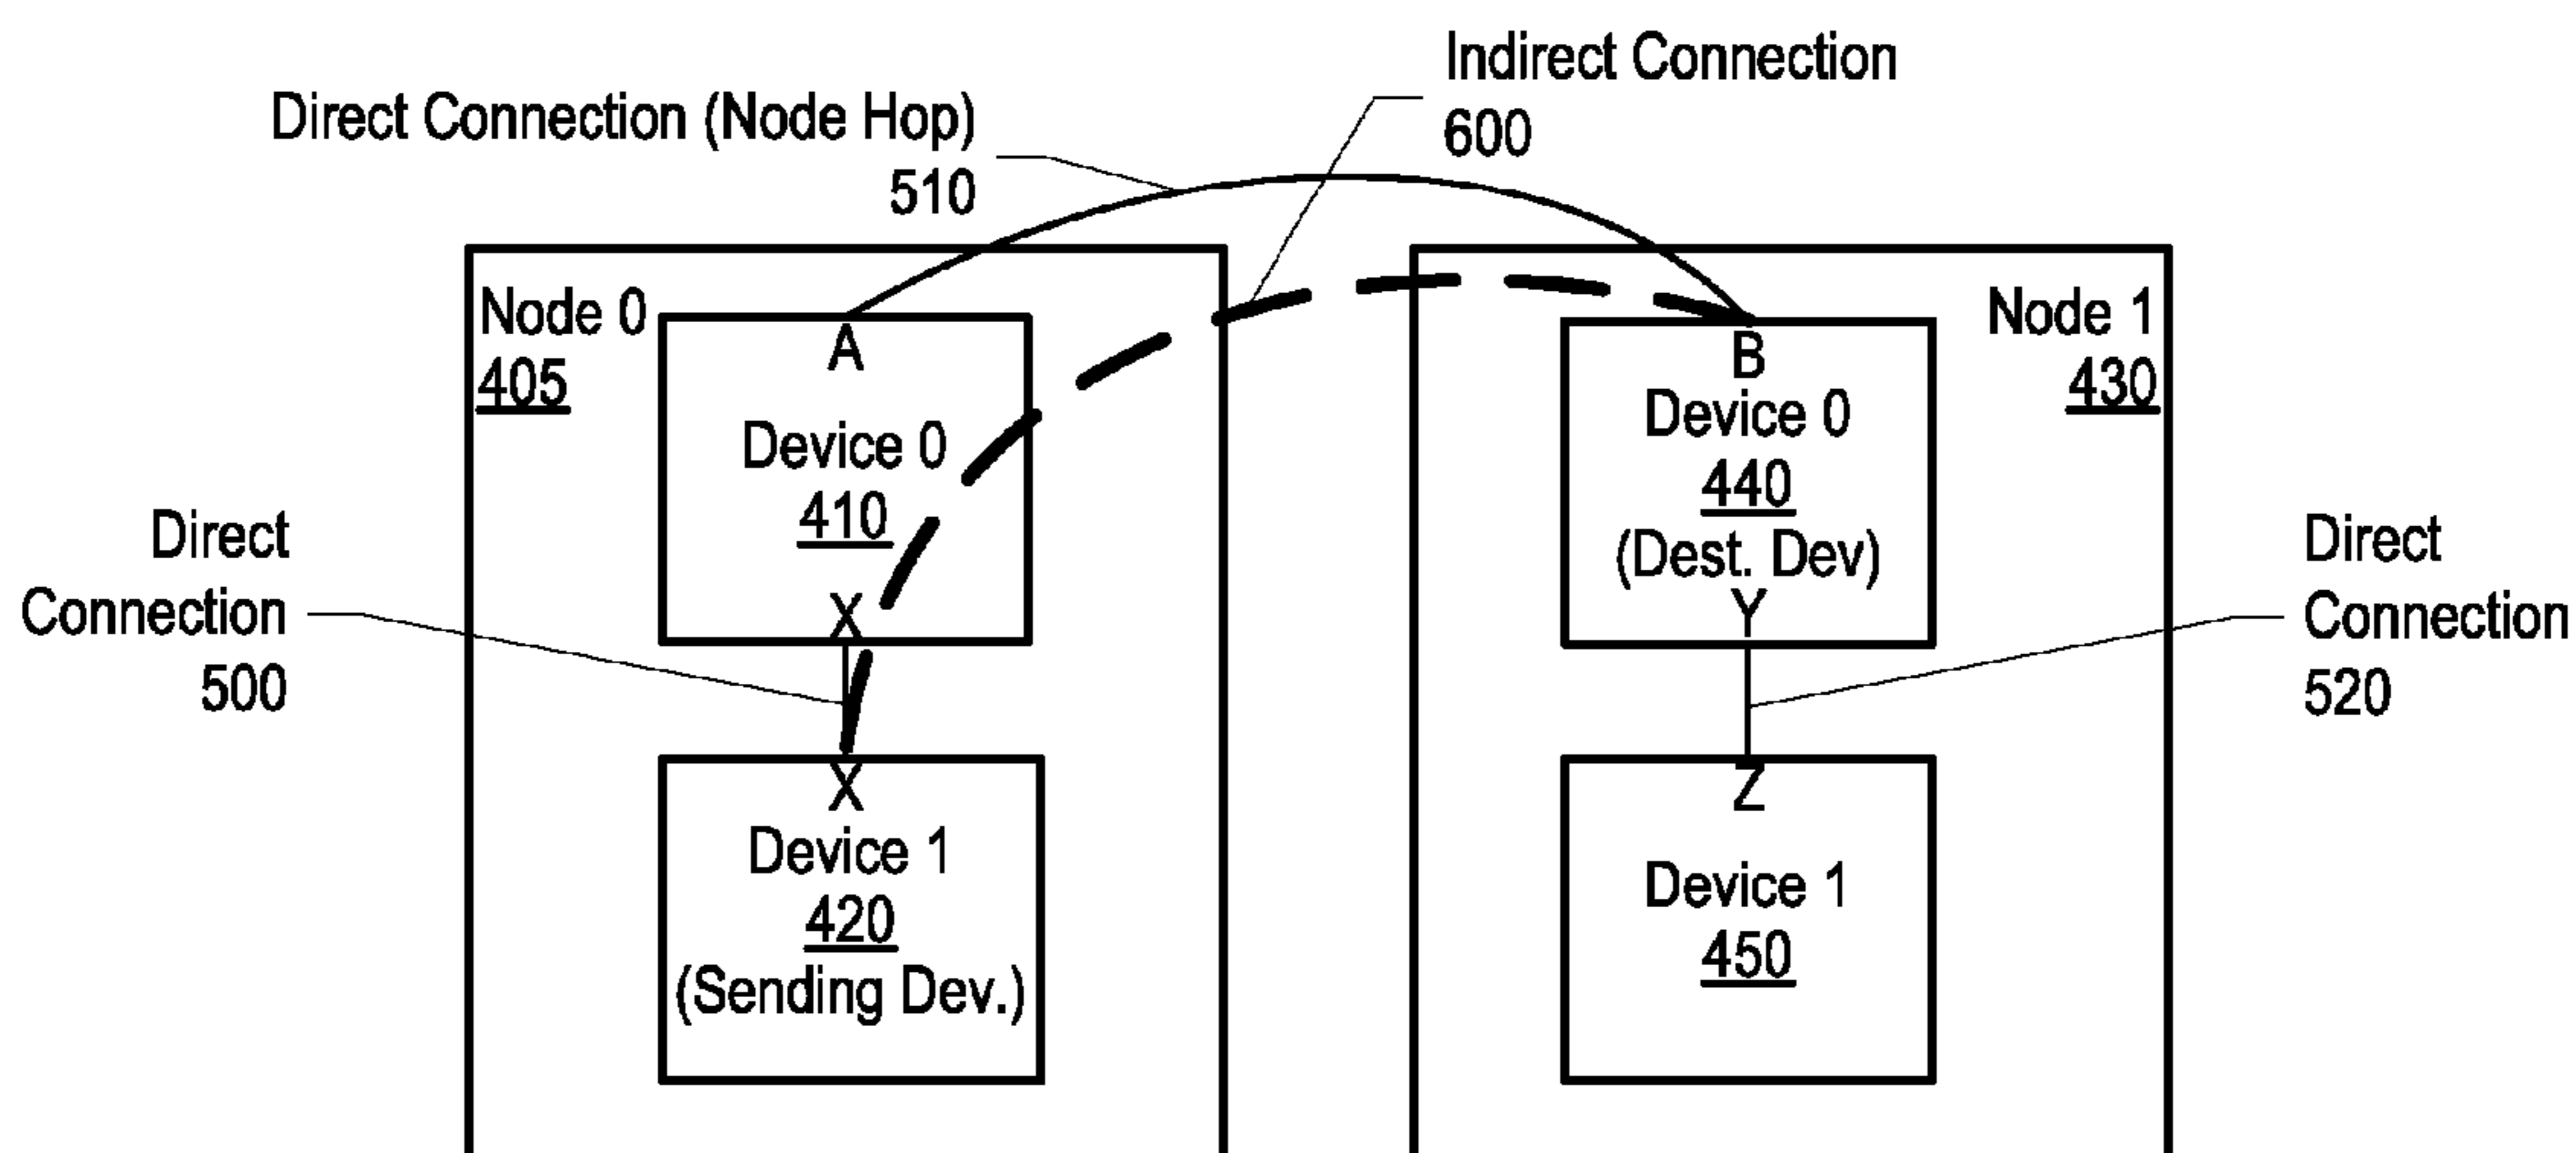 Indirect Connection
600
Direct Connection (Node Hop)
510
Node 0
405
A
Device 0
410
X
Direct
Connection
500
X
Device 1
420
(Sending Dev.)
Node 1
430
B
Device 0
440
(Dest. Dev)
Y
Direct
Connection
520
Z
Device 1
450